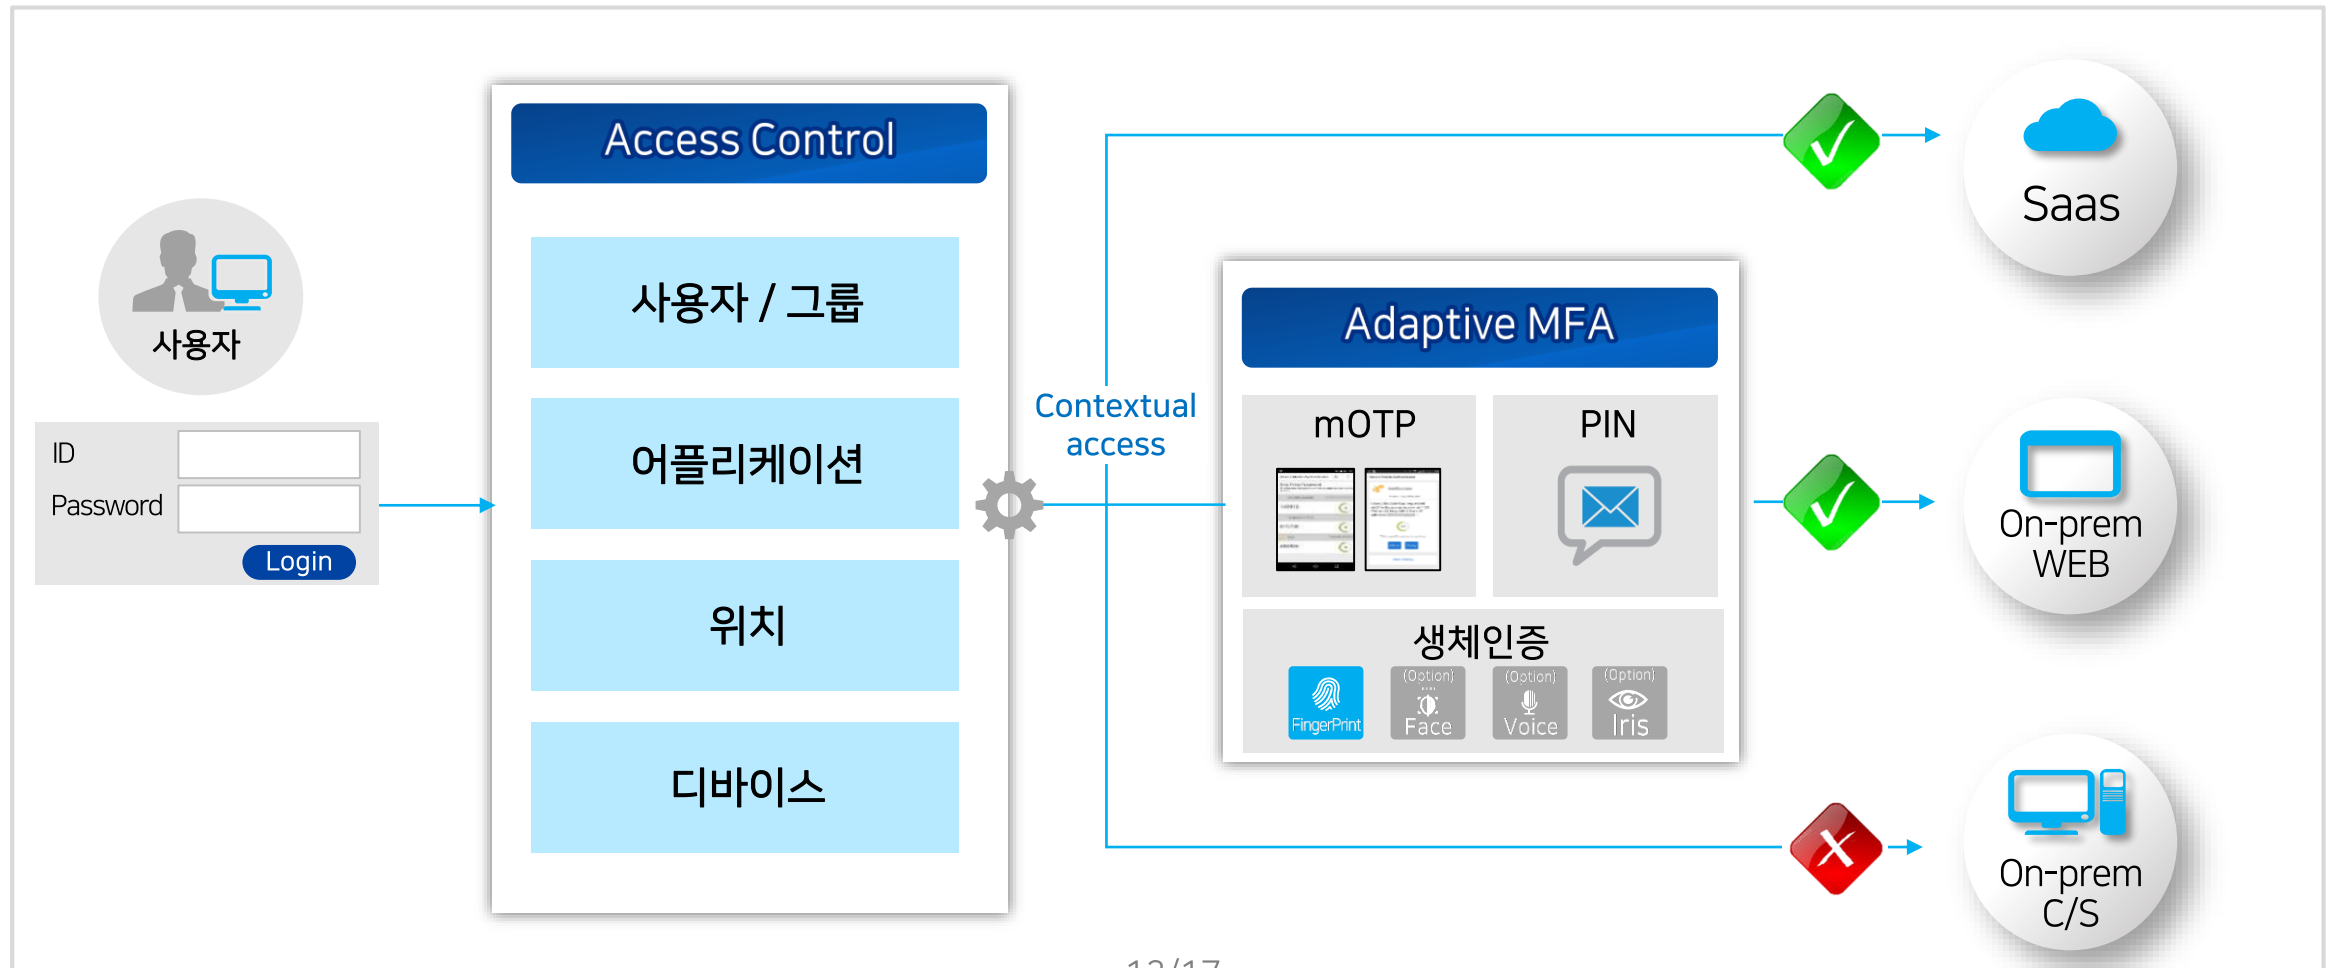 사용자
ID
Password
Login
Access Control
사용자 / 그룹
어플리케이션
위치
디바이스
Contextual
access
Adaptive MFA
mOTP
PIN
생체인증
FingerPrint
(Option)
Face
(Option)
Voice
(Option)
Iris
Saas
On-prem
WEB
On-prem
C/S